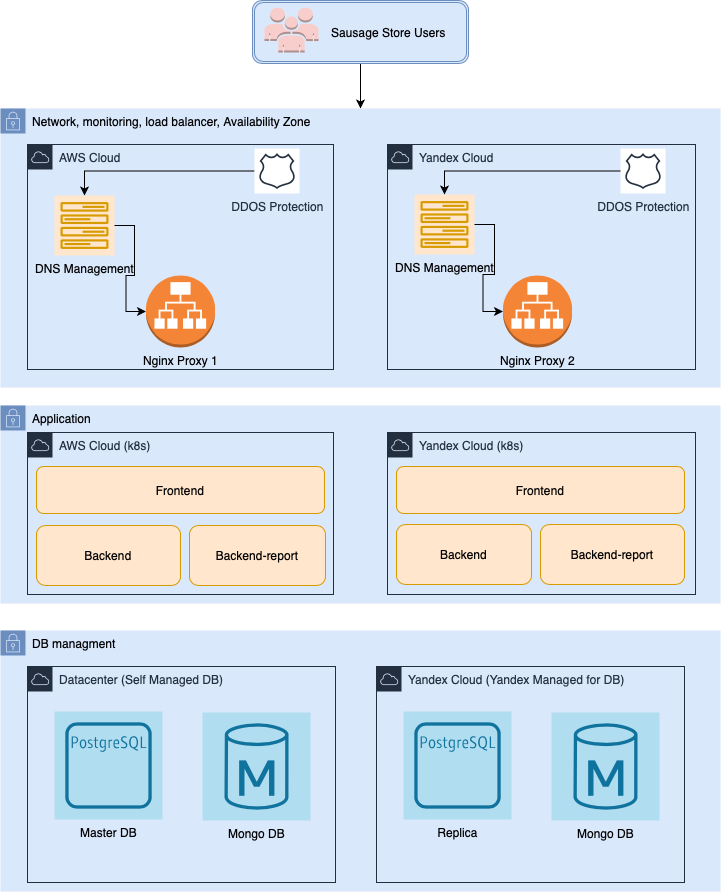 Sausage Store Users
Network, monitoring, load balancer, Availability Zone
AWS Cloud
DDOS Protection
DNS Management
Nginx Proxy 1
Yandex Cloud
DDOS Protection
DNS Management
Nginx Proxy 2
Application
AWS Cloud (k8s)
Frontend
Backend
Backend-report
Yandex Cloud (k8s)
Frontend
Backend
Backend-report
DB managment
Datacenter (Self Managed DB)
PostgreSQL
Master DB
M
Mongo DB
Yandex Cloud (Yandex Managed for DB)
PostgreSQL
Replica
M
Mongo DB